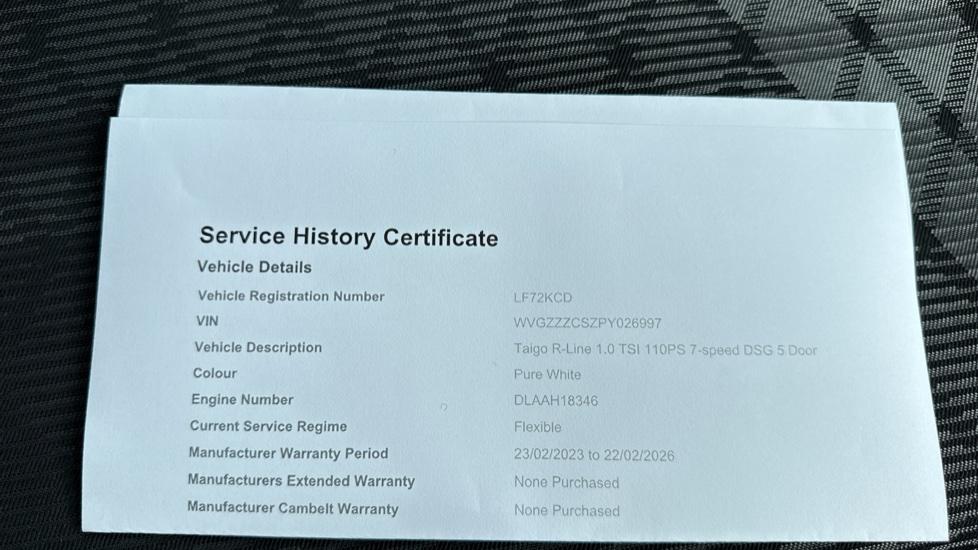 Service History Certificate
Vehicle Details
Vehicle Registration Number LF72KCD
VIN WVGZZZCSZPY026997
Vehicle Description Taigo R-Line 1.0 TSI 110PS 7-speed DSG 5 Door
Colour Pure White
Engine Number DLAAH18346
Current Service Regime Flexible
Manufacturer Warranty Period 23/02/2023 to 22/02/2026
Manufacturers Extended Warranty None Purchased
Manufacturer Cambelt Warranty None Purchased